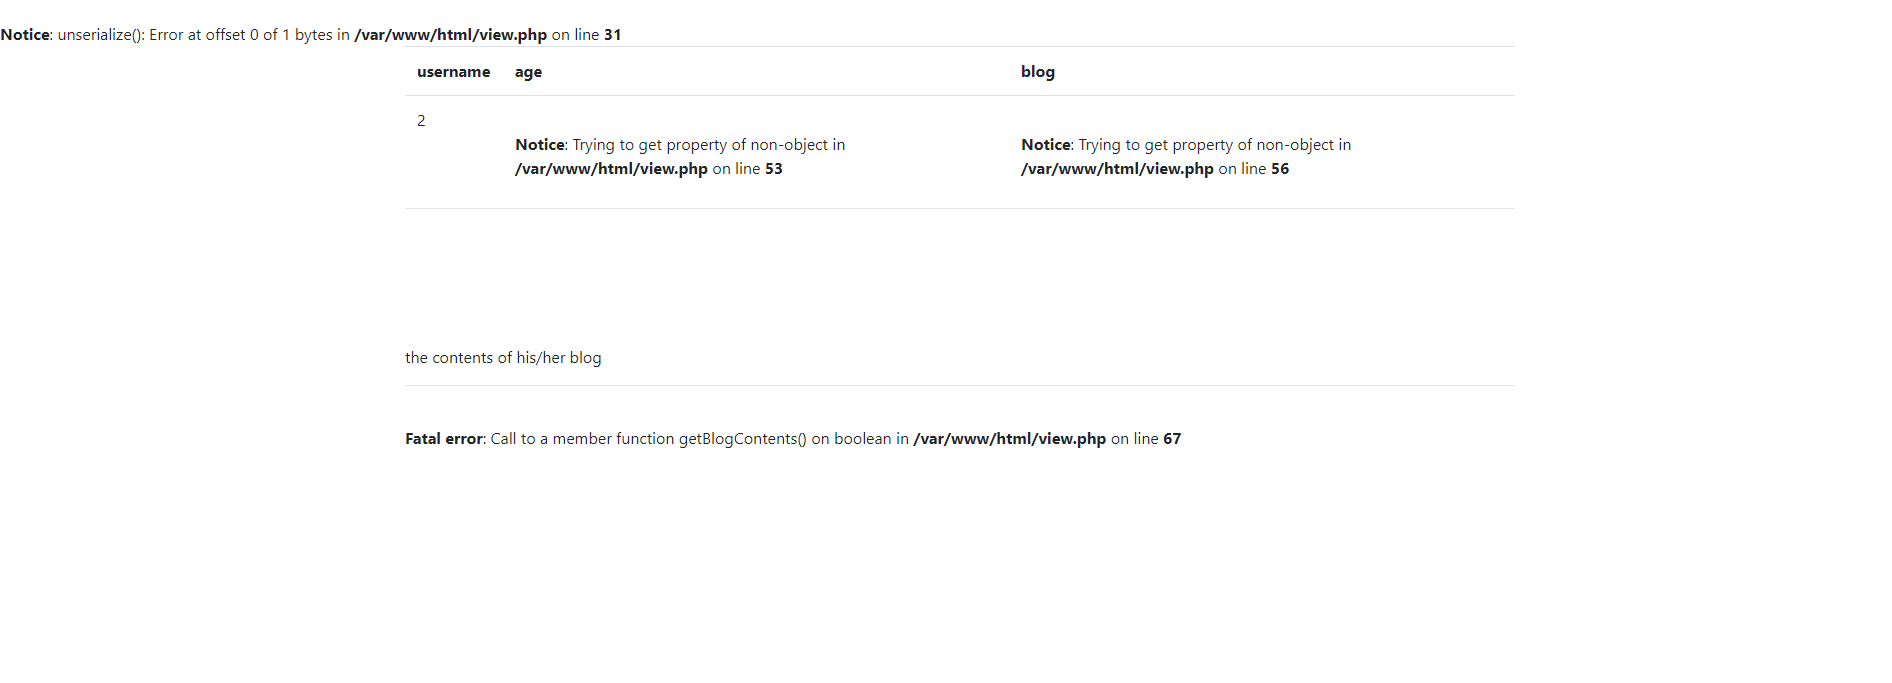 Notice: unserialize(): Error at offset 0 of 1 bytes in /var/www/html/view.php on line 31
username age blog
2
Notice: Trying to get property of non-object in
/var/www/html/view.php on line 53
Notice: Trying to get property of non-object in
/var/www/html/view.php on line 56
the contents of his/her blog
Fatal error: Call to a member function getBlogContents() on boolean in /var/www/html/view.php on line 67